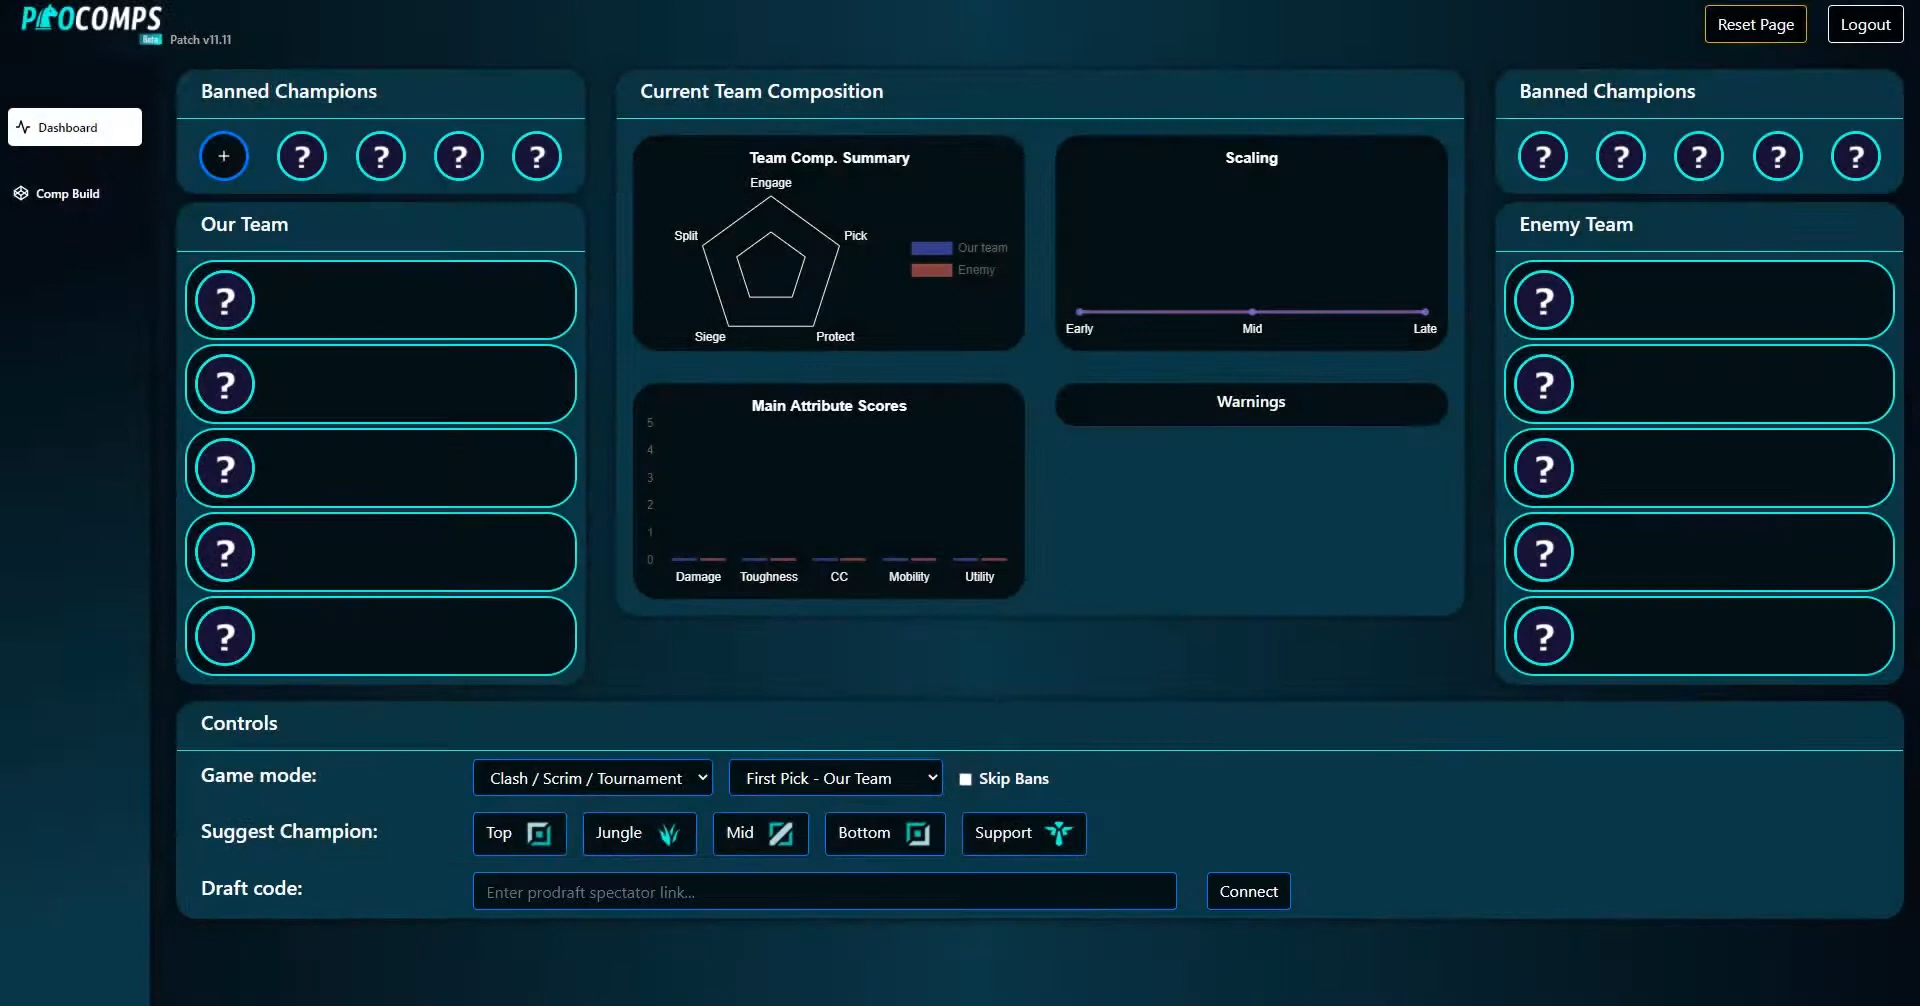 PROCOMPS
Beta
Patch v11.11
Reset Page
Logout
Dashboard
Comp Build
Banned Champions
+ ? ? ? ?
Our Team
?
?
?
?
?
Current Team Composition
Team Comp. Summary
Engage
Split
Pick
Siege
Protect
Our team
Enemy
Scaling
Early Mid Late
Main Attribute Scores
5
4
3
2
1
0
Damage Toughness CC Mobility Utility
Warnings
Banned Champions
? ? ? ? ?
Enemy Team
?
?
?
?
?
Controls
Game mode: Clash / Scrim / Tournament First Pick - Our Team Skip Bans
Suggest Champion: Top Jungle Mid Bottom Support
Draft code: Enter prodraft spectator link... Connect